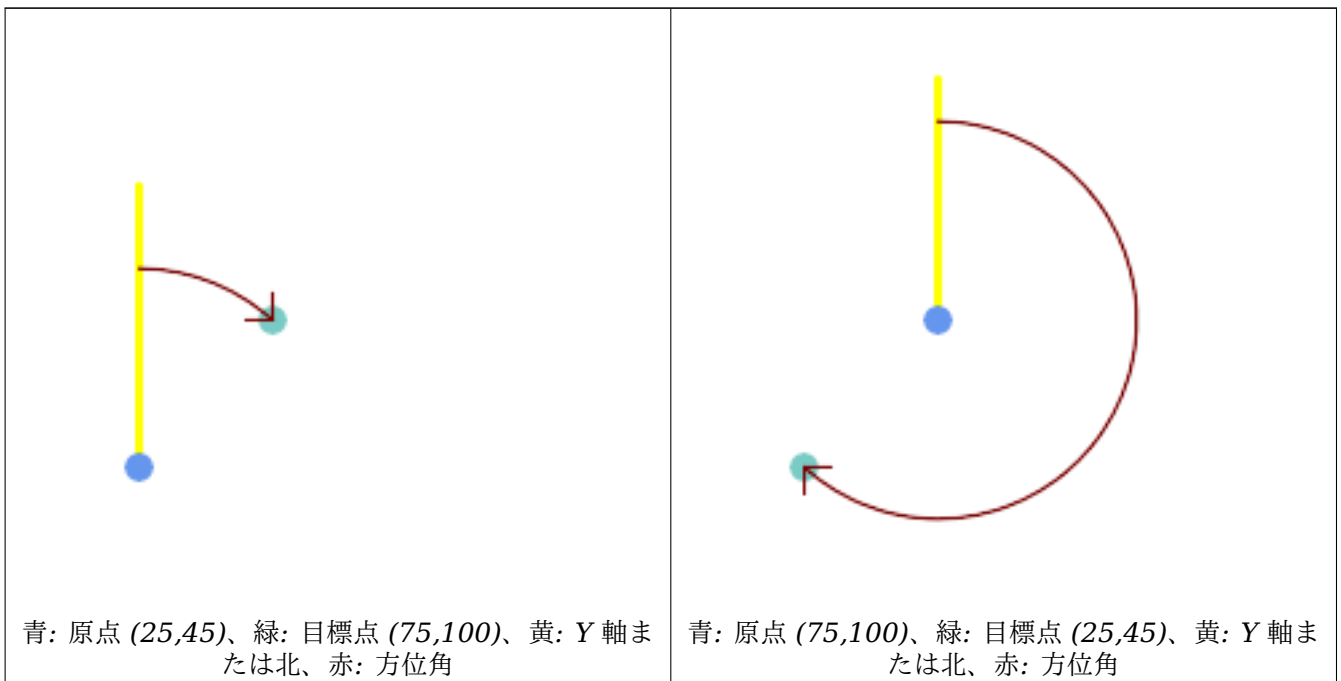 青: 原点 (25,45)、緑: 目標点 (75,100)、黄: Y 軸ま
たは北、赤: 方位角
青: 原点 (75,100)、緑: 目標点 (25,45)、黄: Y 軸ま
たは北、赤: 方位角